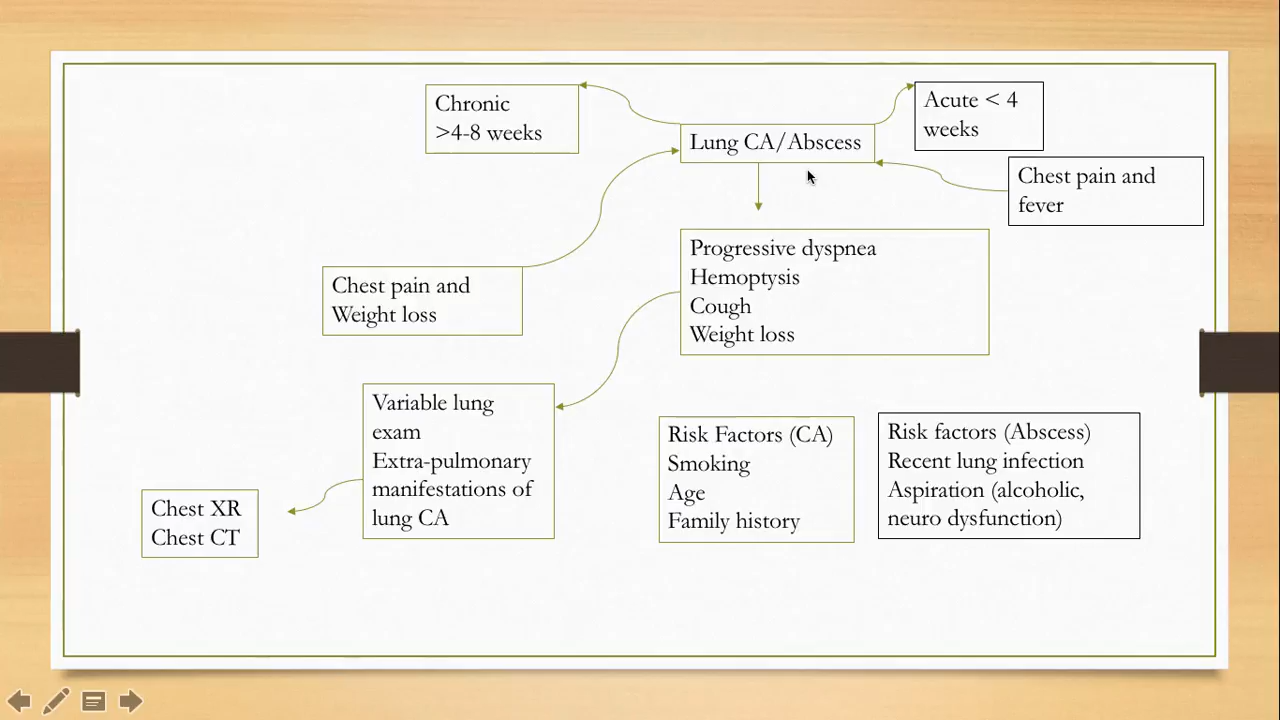 Chronic
>4-8 weeks
Acute < 4
weeks
Lung CA/Abscess
Chest pain and
fever
Progressive dyspnea
Hemoptysis
Cough
Weight loss
Chest pain and
Weight loss
Variable lung
exam
Extra-pulmonary
manifestations of
lung CA
Risk Factors (CA)
Smoking
Age
Family history
Risk factors (Abscess)
Recent lung infection
Aspiration (alcoholic,
neuro dysfunction)
Chest XR
Chest CT